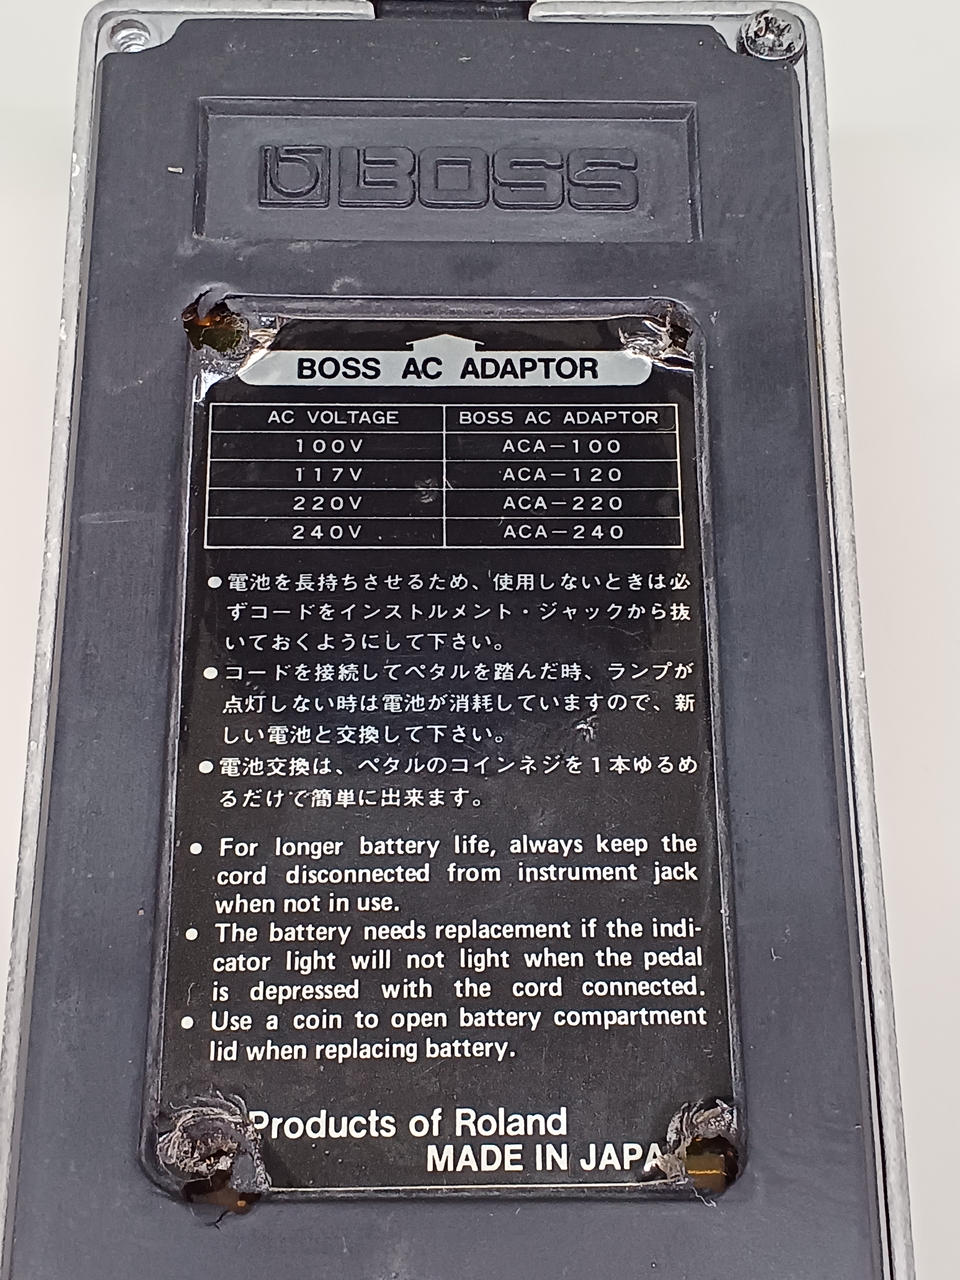 BOSS
BOSS AC ADAPTOR
AC VOLTAGE BOSS AC ADAPTOR
100V ACA-100
117V ACA-120
220V ACA-220
240V ACA-240
●電池を長持ちさせるため、使用しないときは必
ずコードをインストルメント・ジャックから抜
いておくようにして下さい。
●コードを接続してペタルを踏んだ時、ランプが
点灯しない時は電池が消耗していますので、新
しい電池と交換して下さい。
●電池交換は、ペタルのコインネジを1本ゆるめ
るだけで簡単に出来ます。
● For longer battery life, always keep the
cord disconnected from instrument jack
when not in use.
● The battery needs replacement if the indi-
cator light will not light when the pedal
is depressed with the cord connected.
● Use a coin to open battery compartment
lid when replacing battery.
Products of Roland
MADE IN JAPA